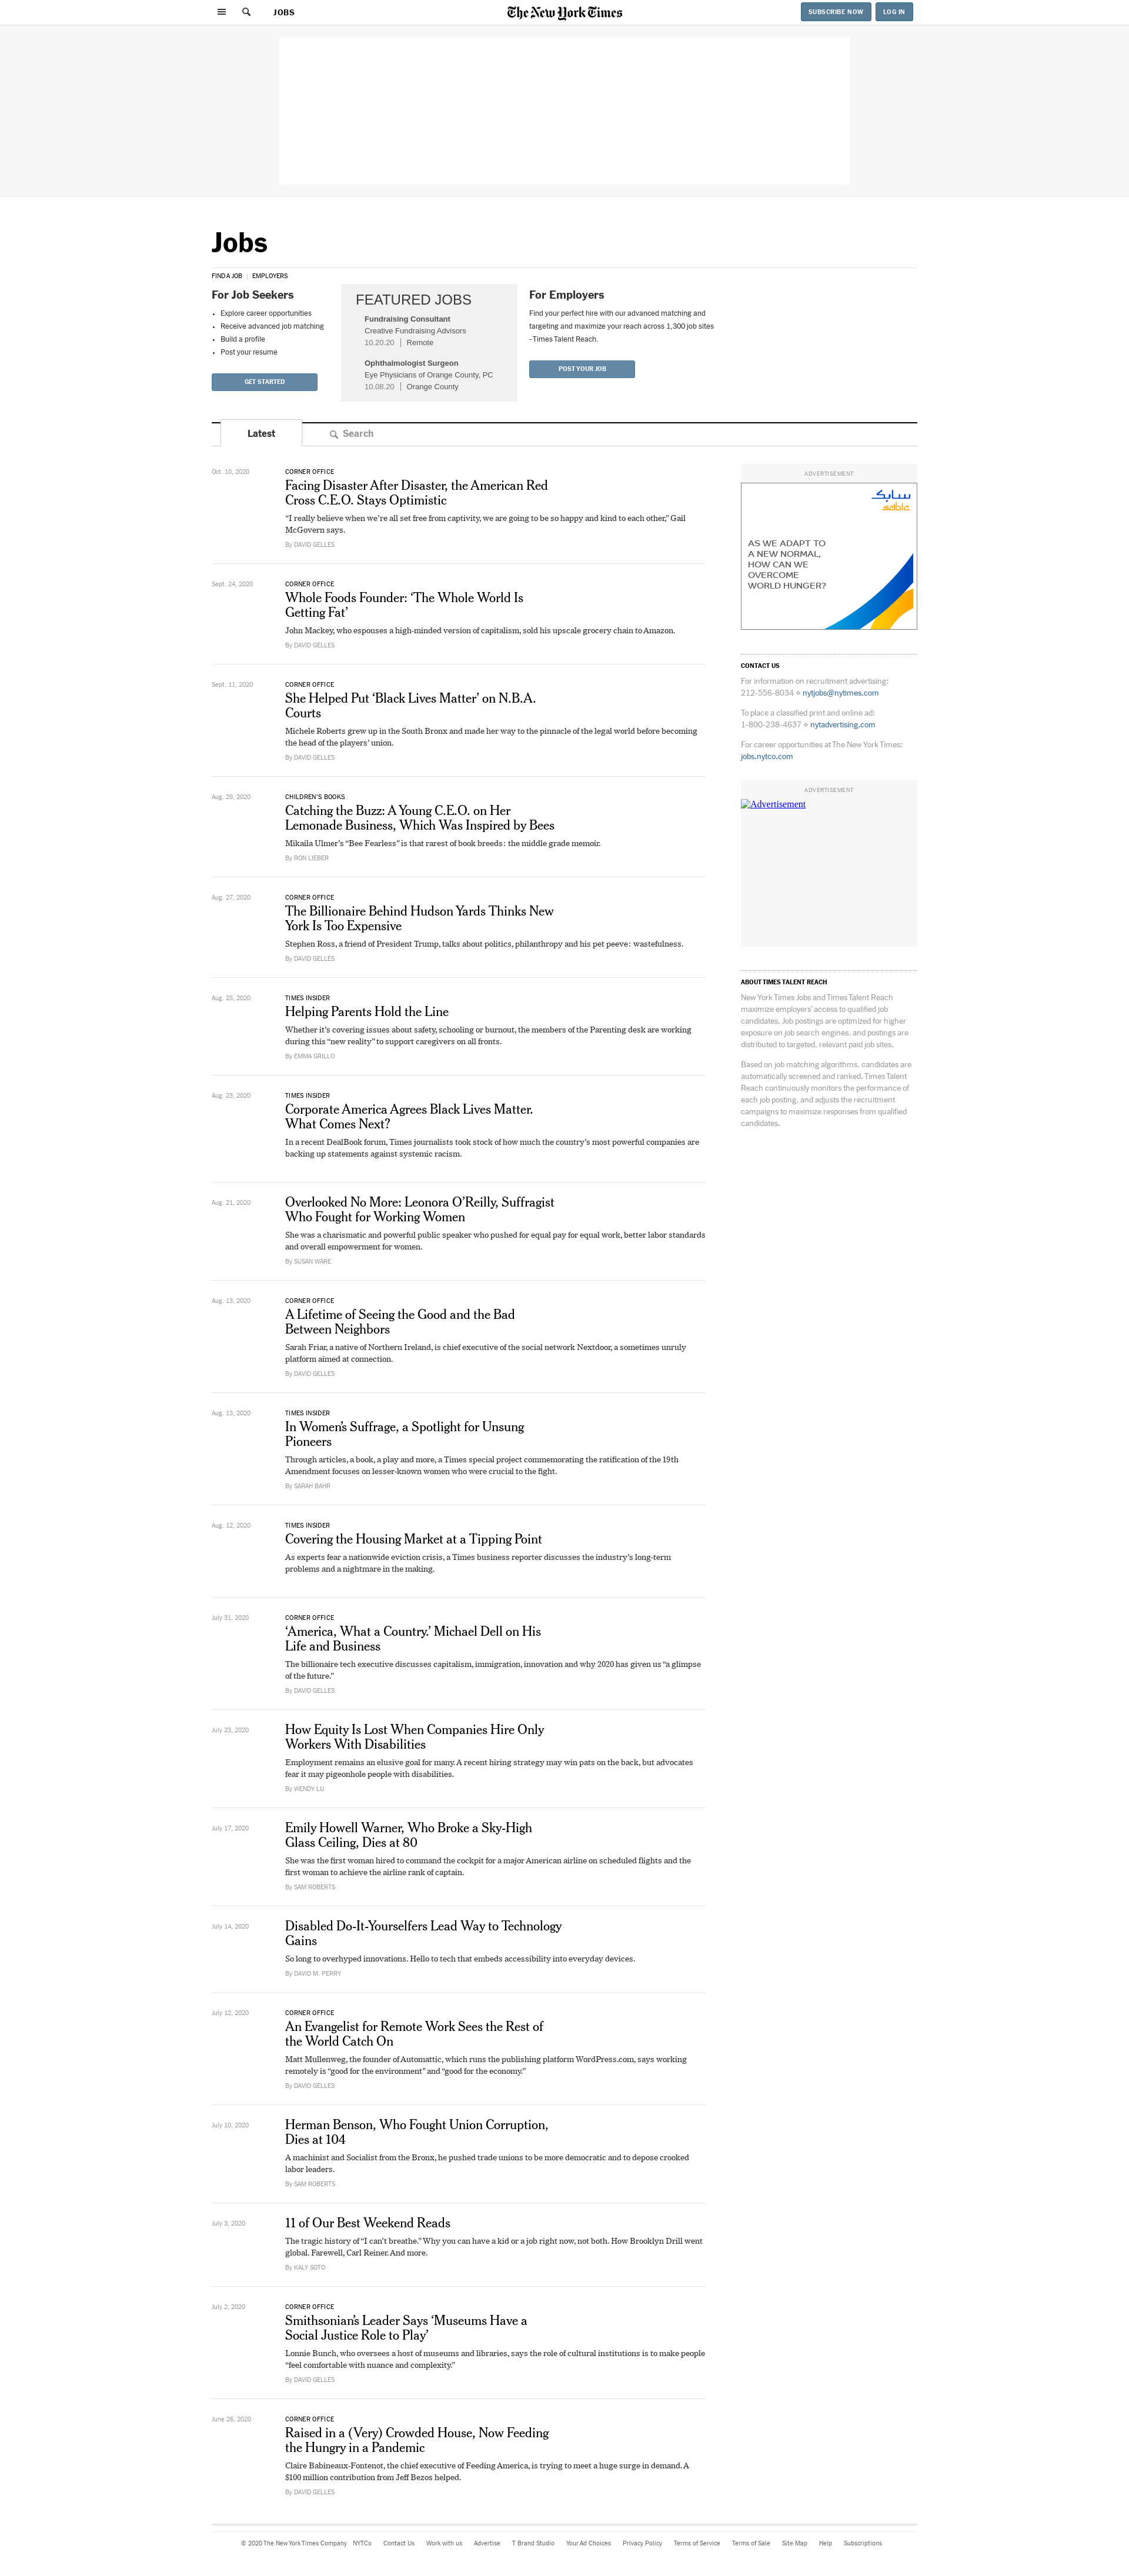 JOBS
The New York Times
SUBSCRIBE NOW
LOG IN
Jobs
FIND A JOB | EMPLOYERS
For Job Seekers
• Explore career opportunities
• Receive advanced job matching
• Build a profile
• Post your resume
GET STARTED
FEATURED JOBS
Fundraising Consultant
Creative Fundraising Advisors
10.20.20 | Remote
Ophthalmologist Surgeon
Eye Physicians of Orange County, PC
10.08.20 | Orange County
For Employers
Find your perfect hire with our advanced matching and
targeting and maximize your reach across 1,300 job sites
- Times Talent Reach.
POST YOUR JOB
Latest
Search
Oct. 10, 2020
CORNER OFFICE
Facing Disaster After Disaster, the American Red
Cross C.E.O. Stays Optimistic
“I really believe when we’re all set free from captivity, we are going to be so happy and kind to each other,” Gail
McGovern says.
By DAVID GELLES
Sept. 24, 2020
CORNER OFFICE
Whole Foods Founder: ‘The Whole World Is
Getting Fat’
John Mackey, who espouses a high-minded version of capitalism, sold his upscale grocery chain to Amazon.
By DAVID GELLES
Sept. 11, 2020
CORNER OFFICE
She Helped Put ‘Black Lives Matter’ on N.B.A.
Courts
Michele Roberts grew up in the South Bronx and made her way to the pinnacle of the legal world before becoming
the head of the players’ union.
By DAVID GELLES
Aug. 29, 2020
CHILDREN’S BOOKS
Catching the Buzz: A Young C.E.O. on Her
Lemonade Business, Which Was Inspired by Bees
Mikaila Ulmer’s “Bee Fearless” is that rarest of book breeds: the middle grade memoir.
By RON LIEBER
Aug. 27, 2020
CORNER OFFICE
The Billionaire Behind Hudson Yards Thinks New
York Is Too Expensive
Stephen Ross, a friend of President Trump, talks about politics, philanthropy and his pet peeve: wastefulness.
By DAVID GELLES
Aug. 25, 2020
TIMES INSIDER
Helping Parents Hold the Line
Whether it’s covering issues about safety, schooling or burnout, the members of the Parenting desk are working
during this “new reality” to support caregivers on all fronts.
By EMMA GRILLO
Aug. 23, 2020
TIMES INSIDER
Corporate America Agrees Black Lives Matter.
What Comes Next?
In a recent DealBook forum, Times journalists took stock of how much the country’s most powerful companies are
backing up statements against systemic racism.
Aug. 21, 2020
Overlooked No More: Leonora O’Reilly, Suffragist
Who Fought for Working Women
She was a charismatic and powerful public speaker who pushed for equal pay for equal work, better labor standards
and overall empowerment for women.
By SUSAN WARE
Aug. 13, 2020
CORNER OFFICE
A Lifetime of Seeing the Good and the Bad
Between Neighbors
Sarah Friar, a native of Northern Ireland, is chief executive of the social network Nextdoor, a sometimes unruly
platform aimed at connection.
By DAVID GELLES
Aug. 13, 2020
TIMES INSIDER
In Women’s Suffrage, a Spotlight for Unsung
Pioneers
Through articles, a book, a play and more, a Times special project commemorating the ratification of the 19th
Amendment focuses on lesser-known women who were crucial to the fight.
By SARAH BAHR
Aug. 12, 2020
TIMES INSIDER
Covering the Housing Market at a Tipping Point
As experts fear a nationwide eviction crisis, a Times business reporter discusses the industry’s long-term
problems and a nightmare in the making.
July 31, 2020
CORNER OFFICE
‘America, What a Country.’ Michael Dell on His
Life and Business
The billionaire tech executive discusses capitalism, immigration, innovation and why 2020 has given us “a glimpse
of the future.”
By DAVID GELLES
July 23, 2020
How Equity Is Lost When Companies Hire Only
Workers With Disabilities
Employment remains an elusive goal for many. A recent hiring strategy may win pats on the back, but advocates
fear it may pigeonhole people with disabilities.
By WENDY LU
July 17, 2020
Emily Howell Warner, Who Broke a Sky-High
Glass Ceiling, Dies at 80
She was the first woman hired to command the cockpit for a major American airline on scheduled flights and the
first woman to achieve the airline rank of captain.
By SAM ROBERTS
July 14, 2020
Disabled Do-It-Yourselfers Lead Way to Technology
Gains
So long to overhyped innovations. Hello to tech that embeds accessibility into everyday devices.
By DAVID M. PERRY
July 12, 2020
CORNER OFFICE
An Evangelist for Remote Work Sees the Rest of
the World Catch On
Matt Mullenweg, the founder of Automattic, which runs the publishing platform WordPress.com, says working
remotely is “good for the environment” and “good for the economy.”
By DAVID GELLES
July 10, 2020
Herman Benson, Who Fought Union Corruption,
Dies at 104
A machinist and Socialist from the Bronx, he pushed trade unions to be more democratic and to depose crooked
labor leaders.
By SAM ROBERTS
July 3, 2020
11 of Our Best Weekend Reads
The tragic history of “I can’t breathe.” Why you can have a kid or a job right now, not both. How Brooklyn Drill went
global. Farewell, Carl Reiner. And more.
By KALY SOTO
July 2, 2020
CORNER OFFICE
Smithsonian’s Leader Says ‘Museums Have a
Social Justice Role to Play’
Lonnie Bunch, who oversees a host of museums and libraries, says the role of cultural institutions is to make people
“feel comfortable with nuance and complexity.”
By DAVID GELLES
June 26, 2020
CORNER OFFICE
Raised in a (Very) Crowded House, Now Feeding
the Hungry in a Pandemic
Claire Babineaux-Fontenot, the chief executive of Feeding America, is trying to meet a huge surge in demand. A
$100 million contribution from Jeff Bezos helped.
By DAVID GELLES
ADVERTISEMENT
سابك
sabic
AS WE ADAPT TO
A NEW NORMAL,
HOW CAN WE
OVERCOME
WORLD HUNGER?
CONTACT US
For information on recruitment advertising:
212-556-8034 ⋄ nytjobs@nytimes.com
To place a classified print and online ad:
1-800-238-4637 ⋄ nytadvertising.com
For career opportunities at The New York Times:
jobs.nytco.com
ADVERTISEMENT
Advertisement
ABOUT TIMES TALENT REACH
New York Times Jobs and Times Talent Reach
maximize employers' access to qualified job
candidates. Job postings are optimized for higher
exposure on job search engines, and postings are
distributed to targeted, relevant paid job sites.
Based on job matching algorithms, candidates are
automatically screened and ranked. Times Talent
Reach continuously monitors the performance of
each job posting, and adjusts the recruitment
campaigns to maximize responses from qualified
candidates.
© 2020 The New York Times Company NYTCo Contact Us Work with us Advertise T Brand Studio Your Ad Choices Privacy Policy Terms of Service Terms of Sale Site Map Help Subscriptions